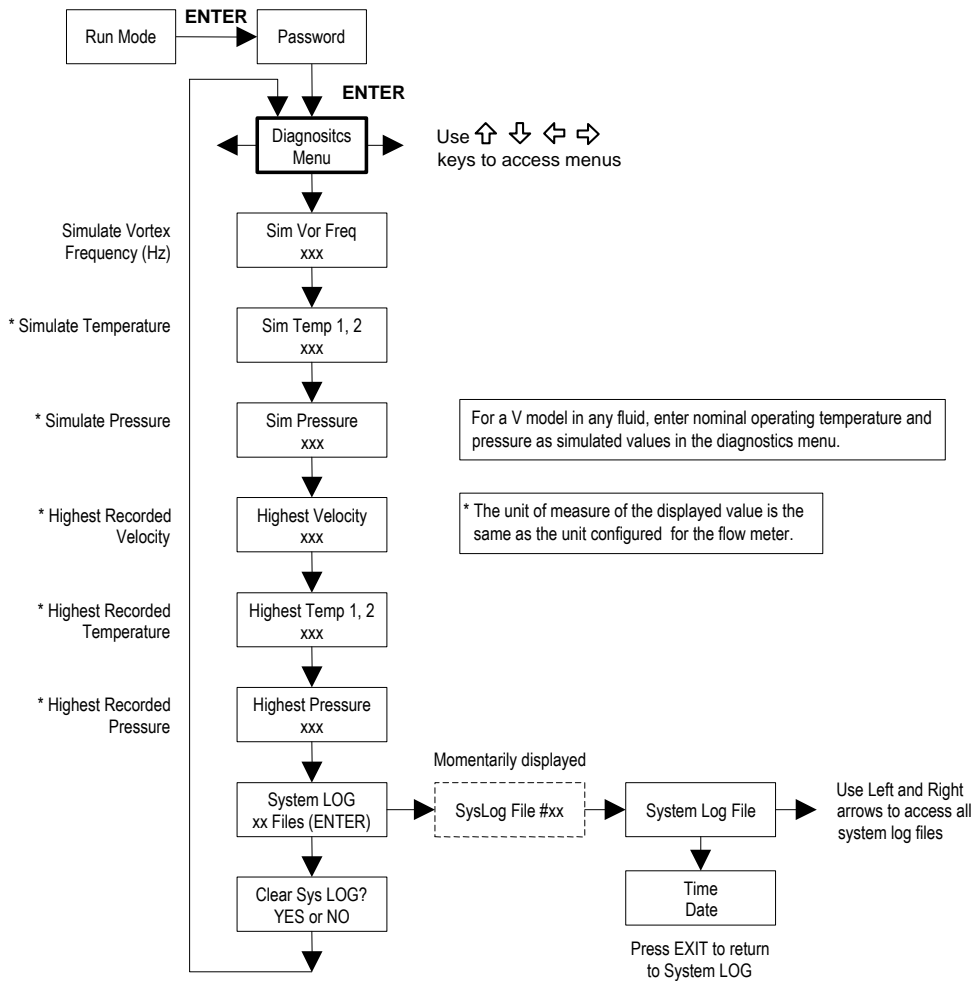 Run Mode
ENTER
Password
ENTER
Diagnositcs
Menu
Use
keys to access menus
Simulate Vortex
Frequency (Hz)
Sim Vor Freq
xxx
* Simulate Temperature
Sim Temp 1, 2
xxx
* Simulate Pressure
Sim Pressure
xxx
For a V model in any fluid, enter nominal operating temperature and
pressure as simulated values in the diagnostics menu.
* Highest Recorded
Velocity
Highest Velocity
xxx
* The unit of measure of the displayed value is the
same as the unit configured for the flow meter.
* Highest Recorded
Temperature
Highest Temp 1, 2
xxx
* Highest Recorded
Pressure
Highest Pressure
xxx
Momentarily displayed
System LOG
xx Files (ENTER)
SysLog File #xx
System Log File
Use Left and Right
arrows to access all
system log files
Clear Sys LOG?
YES or NO
Time
Date
Press EXIT to return
to System LOG